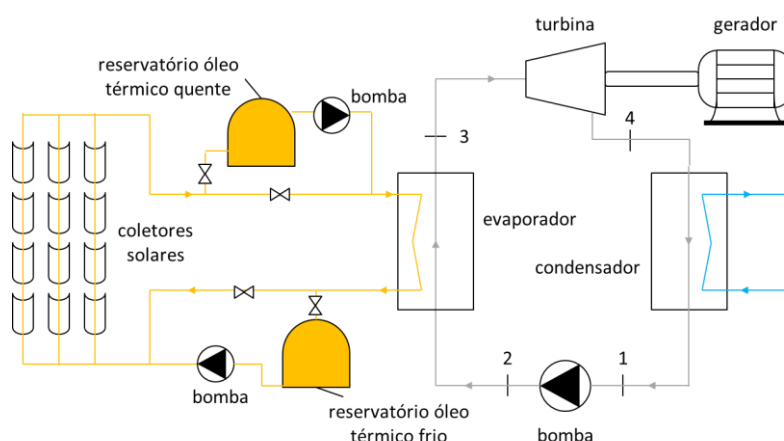 turbina
gerador
reservatório óleo
térmico quente
bomba
4
3
coletores
solares
evaporador
condensador
2
1
bomba
reservatório óleo
térmico frio
bomba